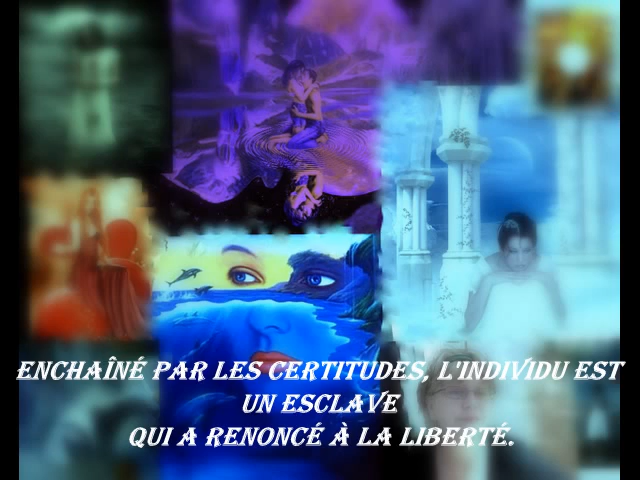 ENCHAÎNÉ PAR LES CERTITUDES, L'INDIVIDU EST
UN ESCLAVE
QUI A RENONCÉ À LA LIBERTÉ.